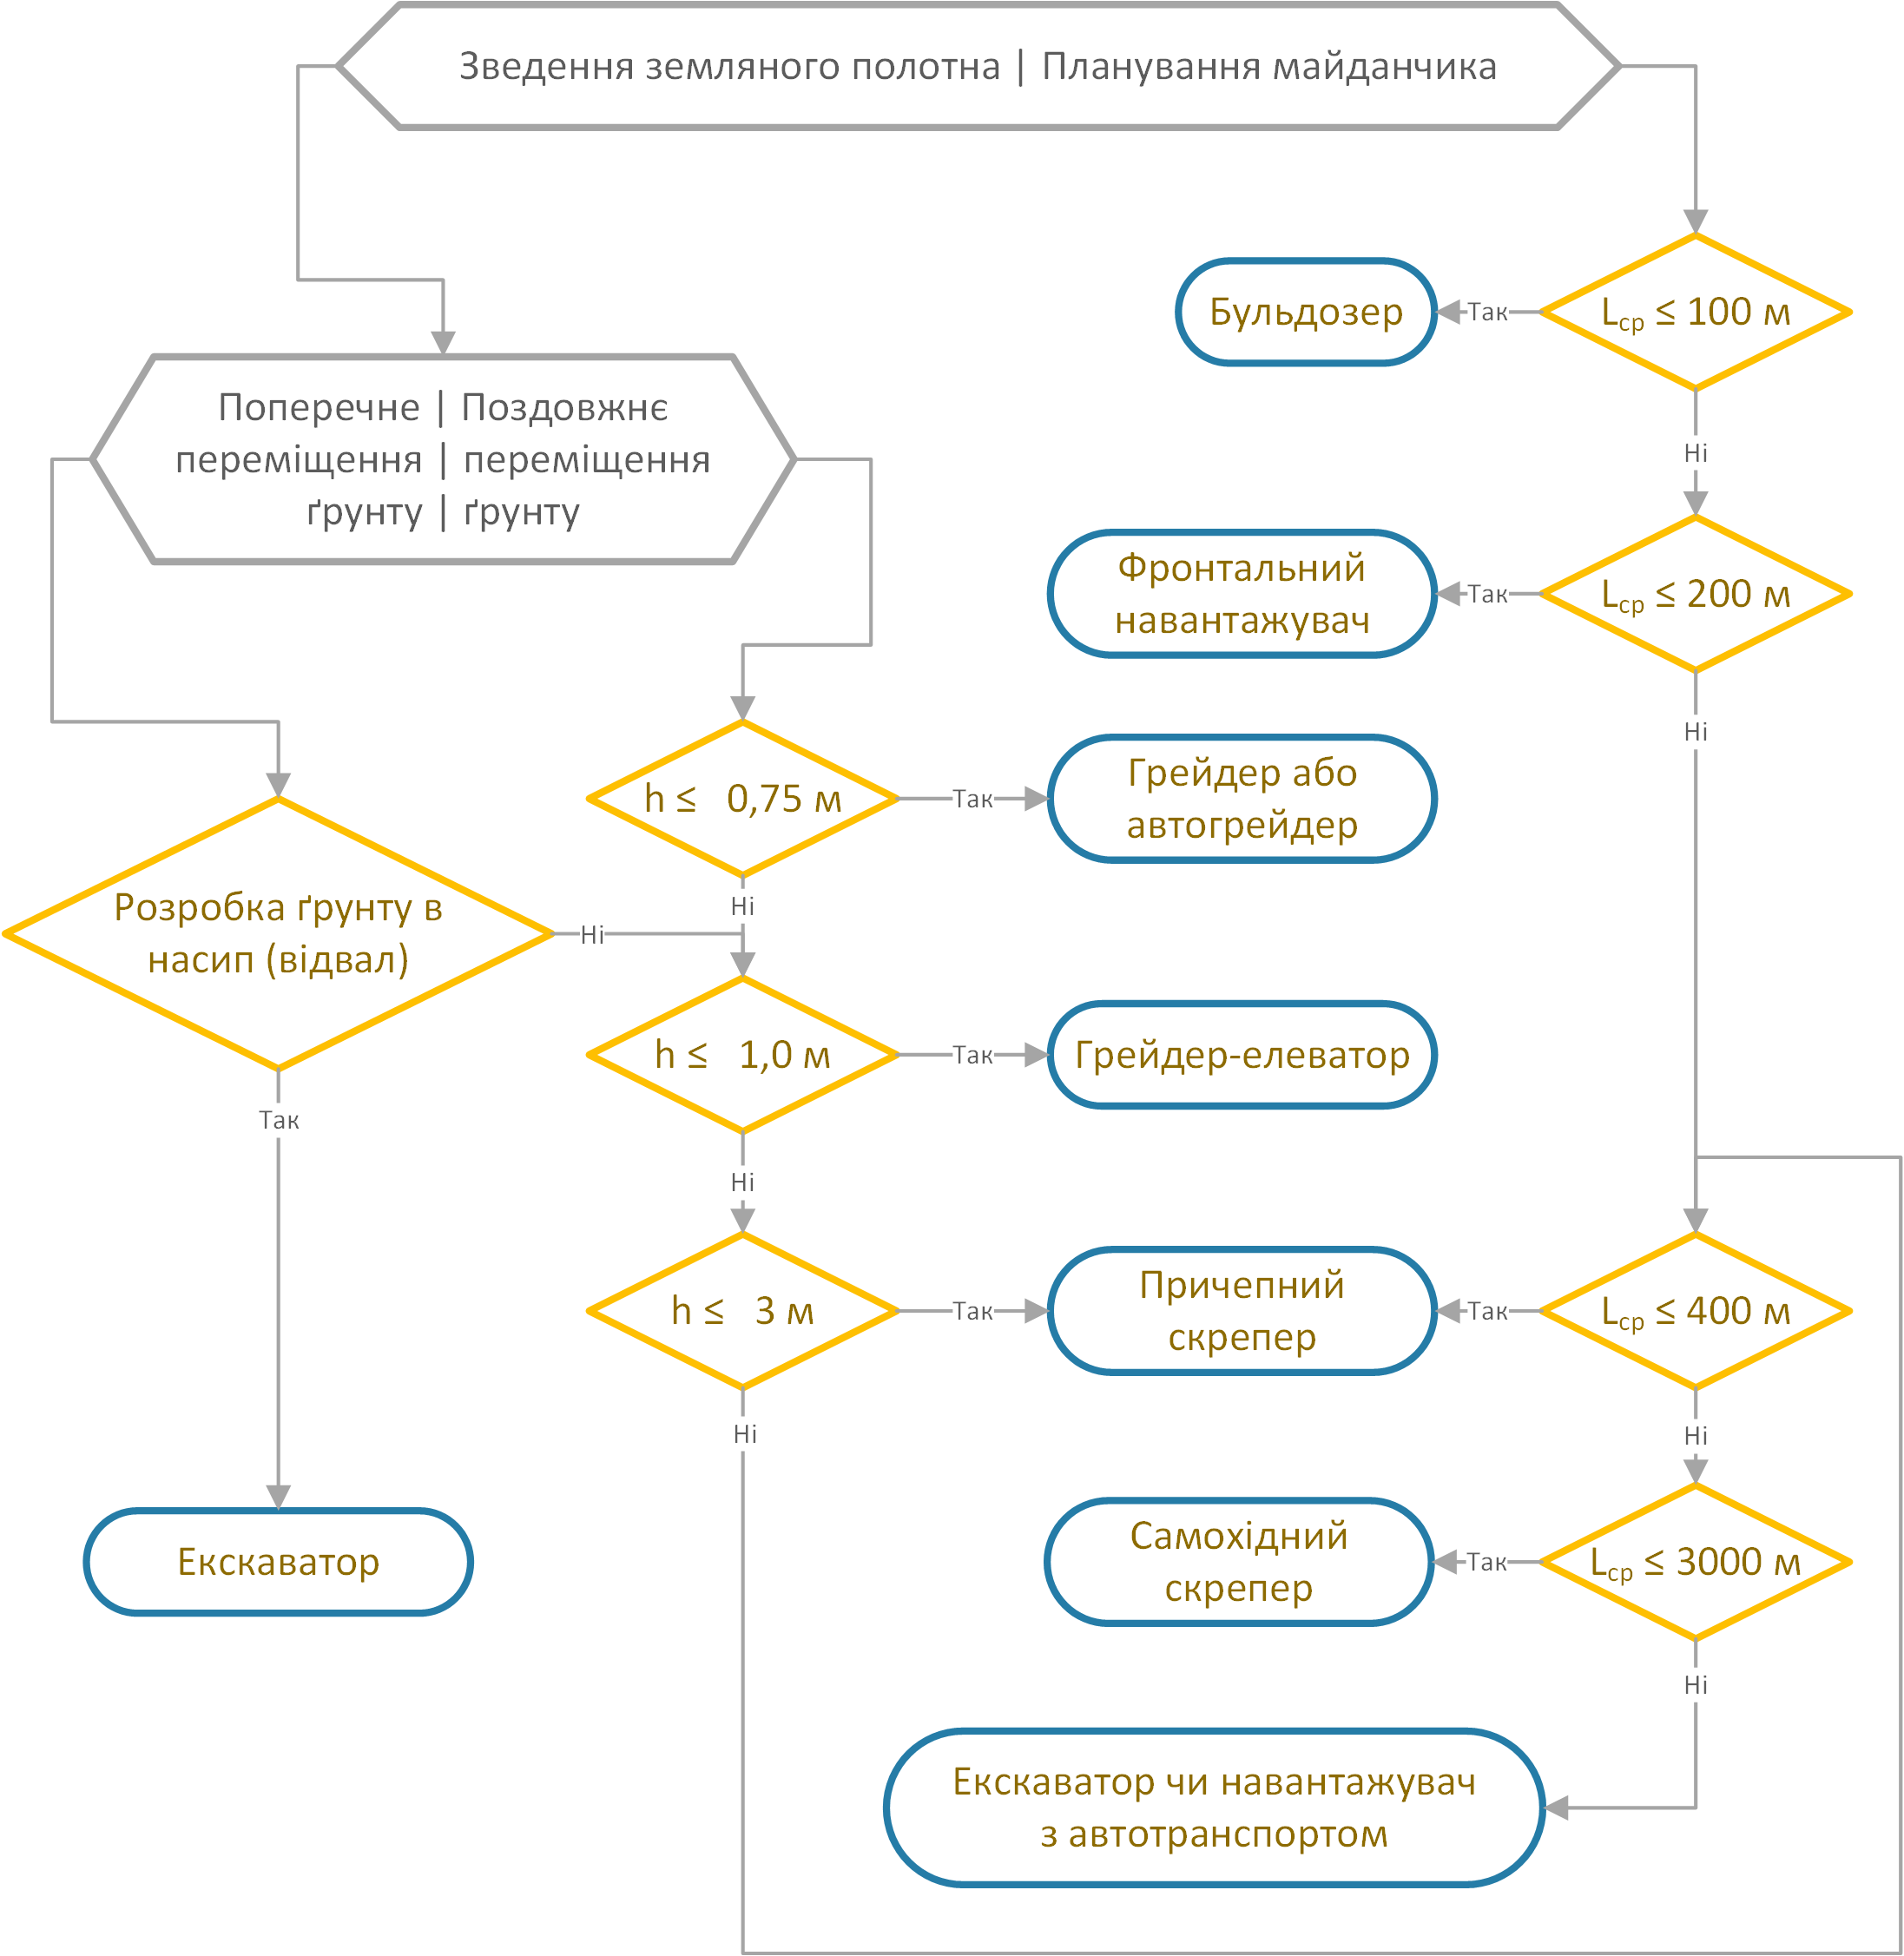 Зведення земляного полотна | Планування майданчика
Бульдозер
Так
Lср ≤ 100 м
Ні
Поперечне | Поздовжнє
переміщення | переміщення
ґрунту | ґрунту
Фронтальний
навантажувач
Так
Lср ≤ 200 м
Ні
h ≤ 0,75 м
Так
Грейдер або
автогрейдер
Ні
Розробка ґрунту в
насип (відвал)
Ні
Так
h ≤ 1,0 м
Так
Грейдер-елеватор
Ні
h ≤ 3 м
Так
Причепний
скрепер
Так
Lср ≤ 400 м
Ні
Ні
Екскаватор
Самохідний
скрепер
Так
Lср ≤ 3000 м
Ні
Екскаватор чи навантажувач
з автотранспортом